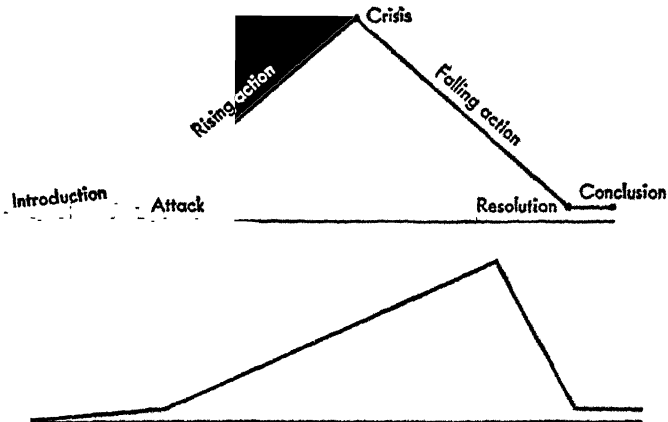 Crisis
Rising action
Falling action
Introduction
Attack
Resolution
Conclusion